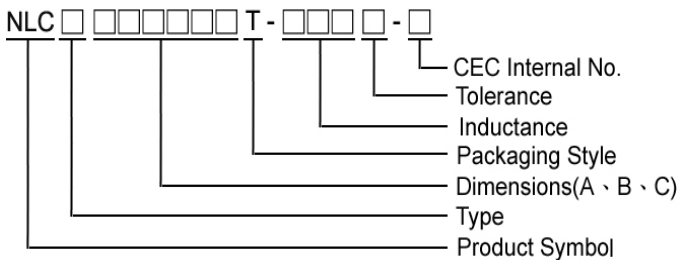 NLC□ □□□□□□ T - □□□ □ - □
CEC Internal No.
Tolerance
Inductance
Packaging Style
Dimensions(A、B、C)
Type
Product Symbol